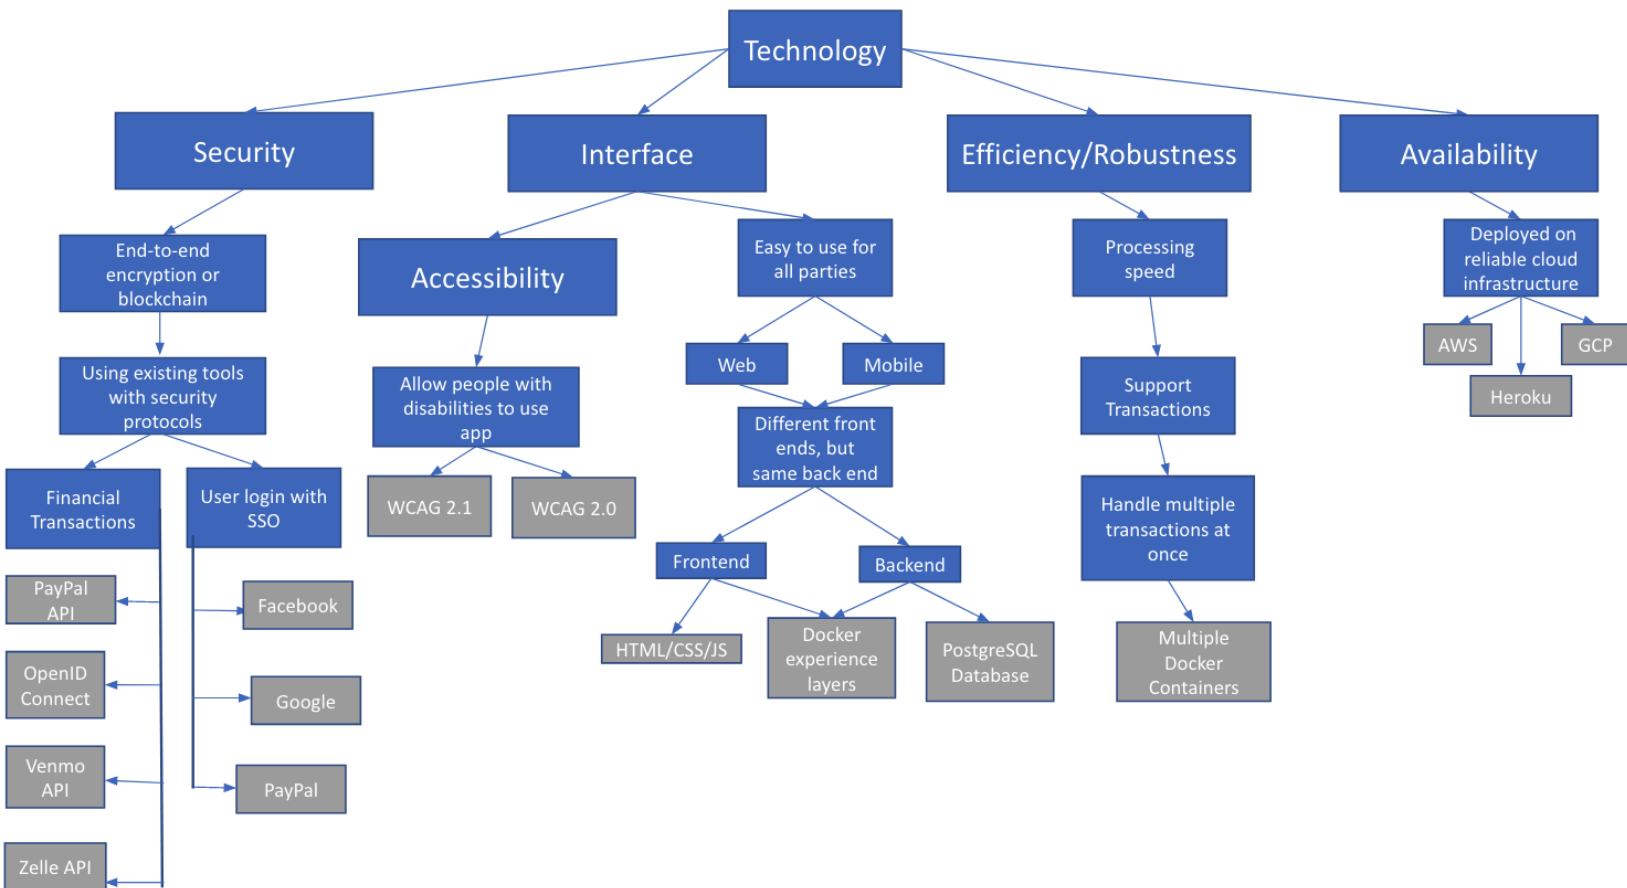 Technology
Security
Interface
Efficiency/Robustness
Availability
End-to-end
encryption or
blockchain
Accessibility
Easy to use for
all parties
Processing
speed
Deployed on
reliable cloud
infrastructure
Using existing tools
with security
protocols
Allow people with
disabilities to use
app
Web
Mobile
Support
Transactions
AWS
GCP
Heroku
Financial
Transactions
User login with
SSO
WCAG 2.1
WCAG 2.0
Different front
ends, but
same back end
Handle multiple
transactions at
once
Frontend
Backend
PayPal
API
Facebook
HTML/CSS/JS
Docker
experience
layers
PostgreSQL
Database
Multiple
Docker
Containers
OpenID
Connect
Google
Venmo
API
PayPal
Zelle API